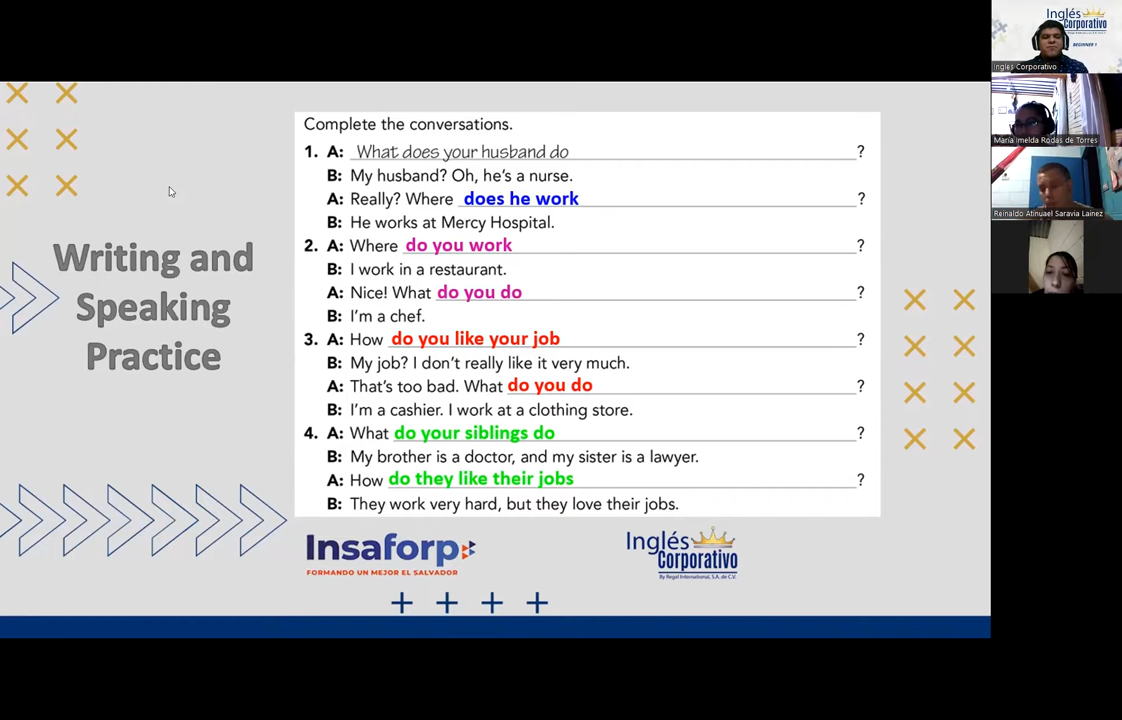 Writing and
Speaking
Practice
Complete the conversations.
1. A: What does your husband do ?
B: My husband? Oh, he's a nurse.
A: Really? Where does he work ?
B: He works at Mercy Hospital.
2. A: Where do you work ?
B: I work in a restaurant.
A: Nice! What do you do ?
B: I'm a chef.
3. A: How do you like your job ?
B: My job? I don't really like it very much.
A: That's too bad. What do you do ?
B: I'm a cashier. I work at a clothing store.
4. A: What do your siblings do ?
B: My brother is a doctor, and my sister is a lawyer.
A: How do they like their jobs ?
B: They work very hard, but they love their jobs.
Insaforp
FORMANDO UN MEJOR EL SALVADOR
Inglés
Corporativo
By Regal International, S.A. de C.V.
Inglés
Corporativo
BEGINNER 1
Inglés Corporativo
María Imelda Rodas de Torres
Reinaldo Atinuael Saravia Lainez